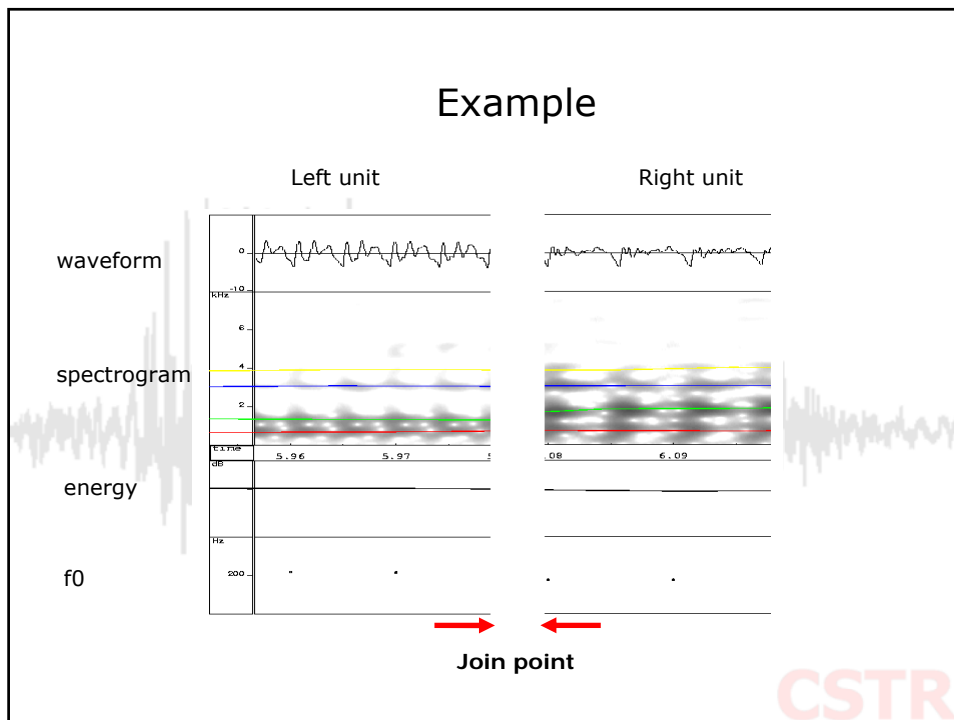 Example
Left unit
Right unit
waveform
0
-10
kHz
6
spectrogram
4
2
time
5.96
5.97
5
.08
6.09
dB
energy
Hz
f0
200
Join point
CSTR